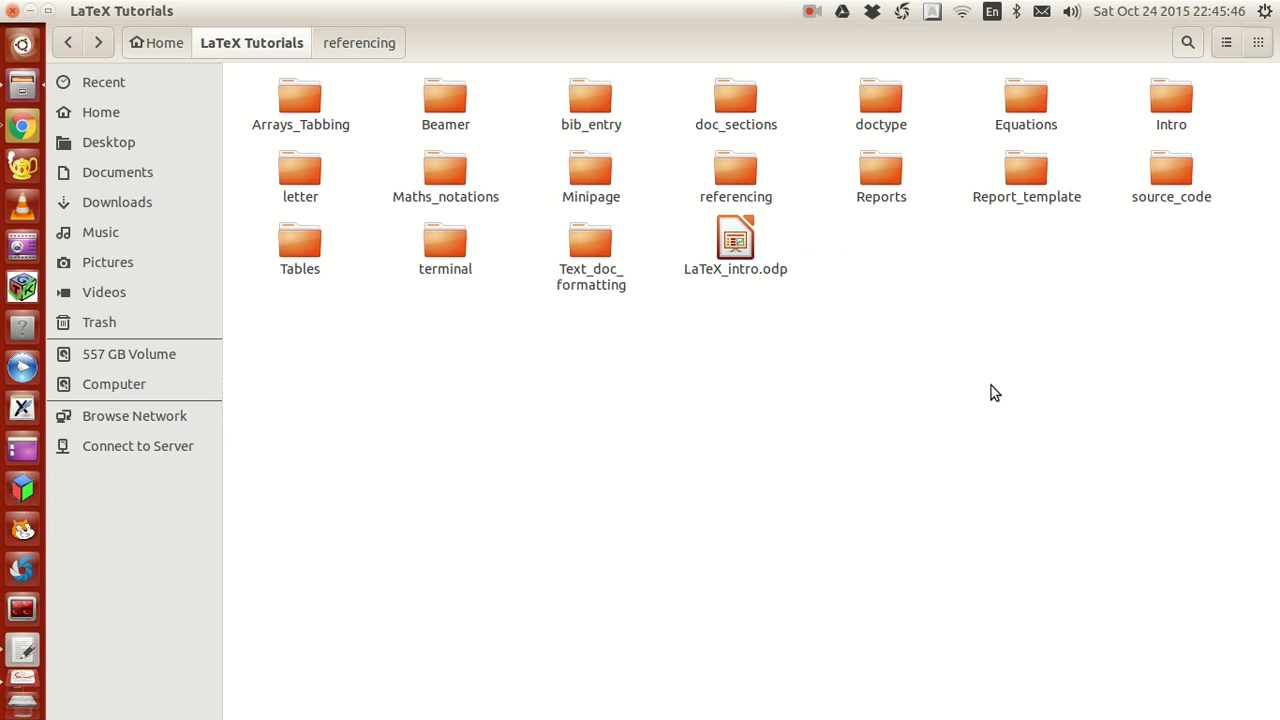 LaTeX Tutorials
En
Sat Oct 24 2015 22:45:46
Home
LaTeX Tutorials
referencing
Recent
Home
Desktop
Documents
Downloads
Music
Pictures
Videos
Trash
557 GB Volume
Computer
Browse Network
Connect to Server
Arrays_Tabbing
Beamer
bib_entry
doc_sections
doctype
Equations
Intro
letter
Maths_notations
Minipage
referencing
Reports
Report_template
source_code
Tables
terminal
Text_doc_
formatting
LaTeX_intro.odp